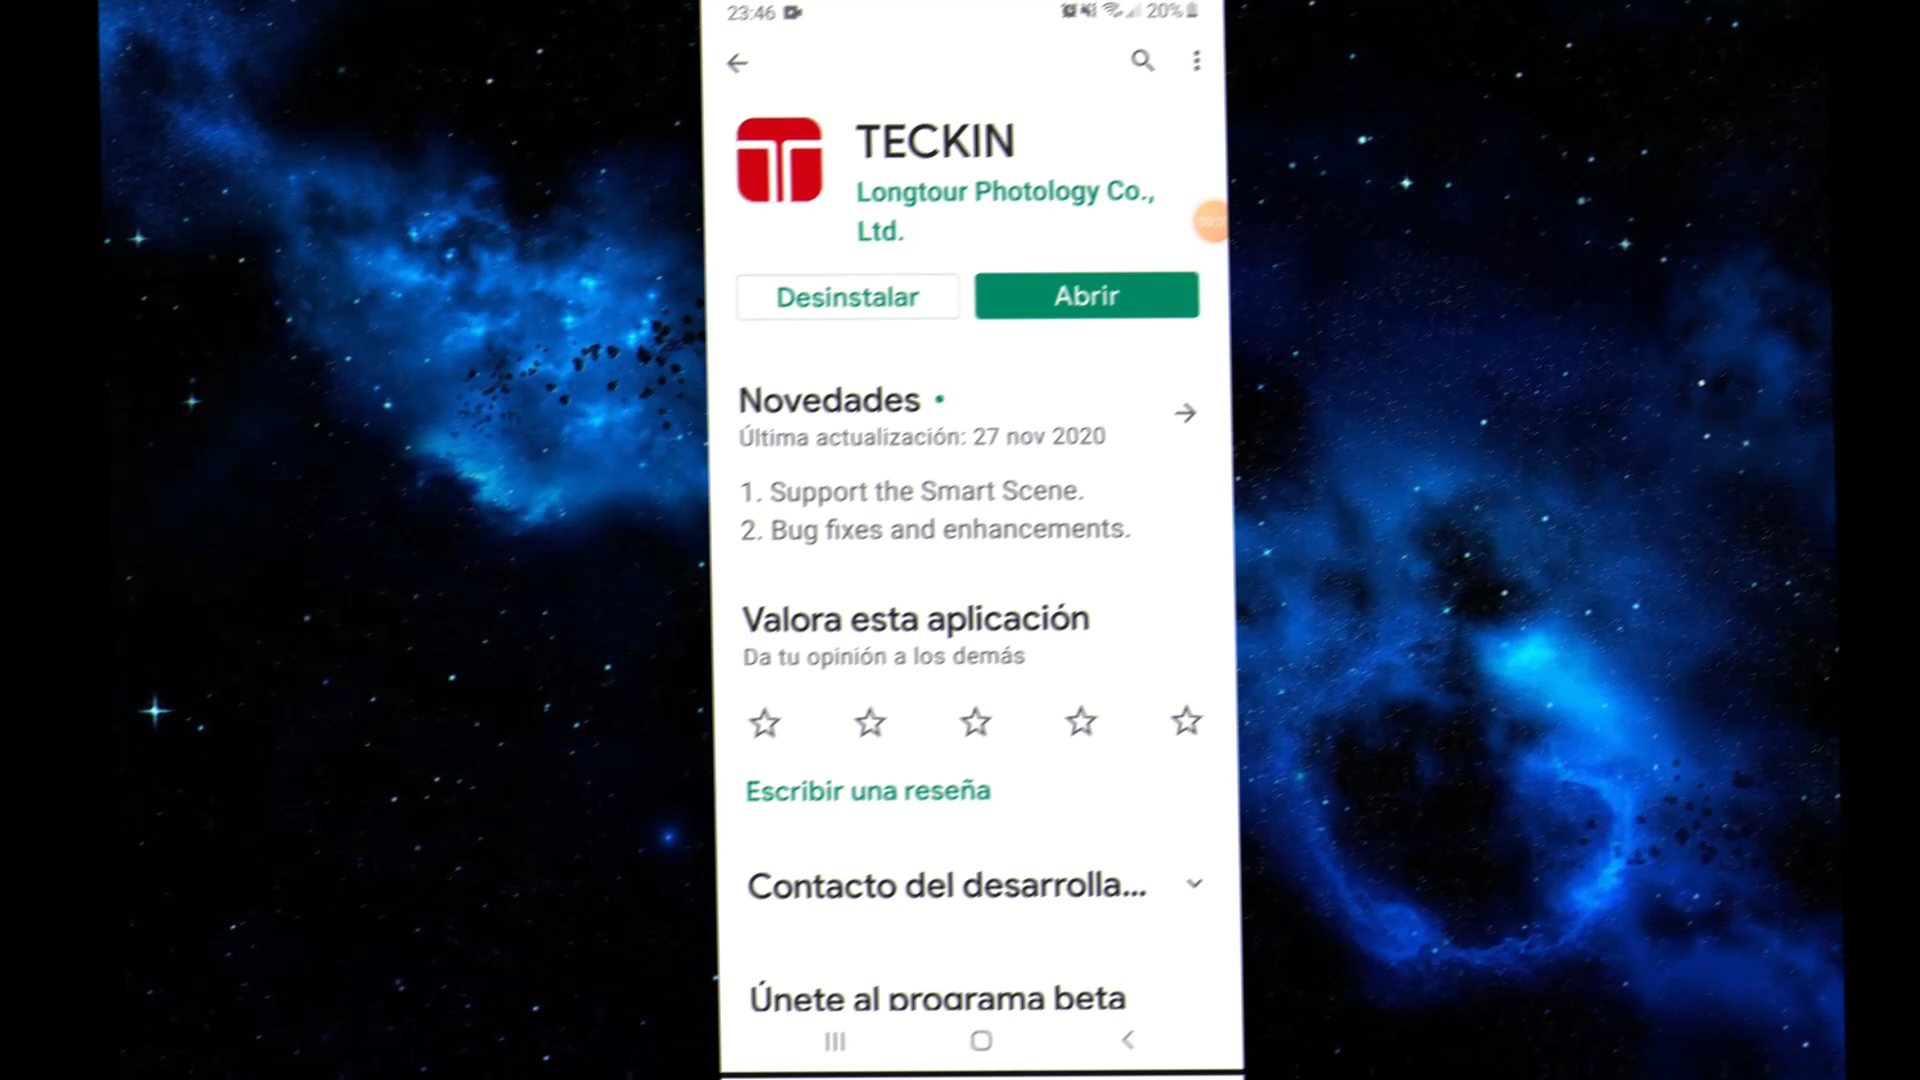 23:46
20%
TECKIN
Longtour Photology Co.,
Ltd.
Desinstalar
Abrir
Novedades •
Última actualización: 27 nov 2020
1. Support the Smart Scene.
2. Bug fixes and enhancements.
Valora esta aplicación
Da tu opinión a los demás
Escribir una reseña
Contacto del desarrolla...
Únete al programa beta